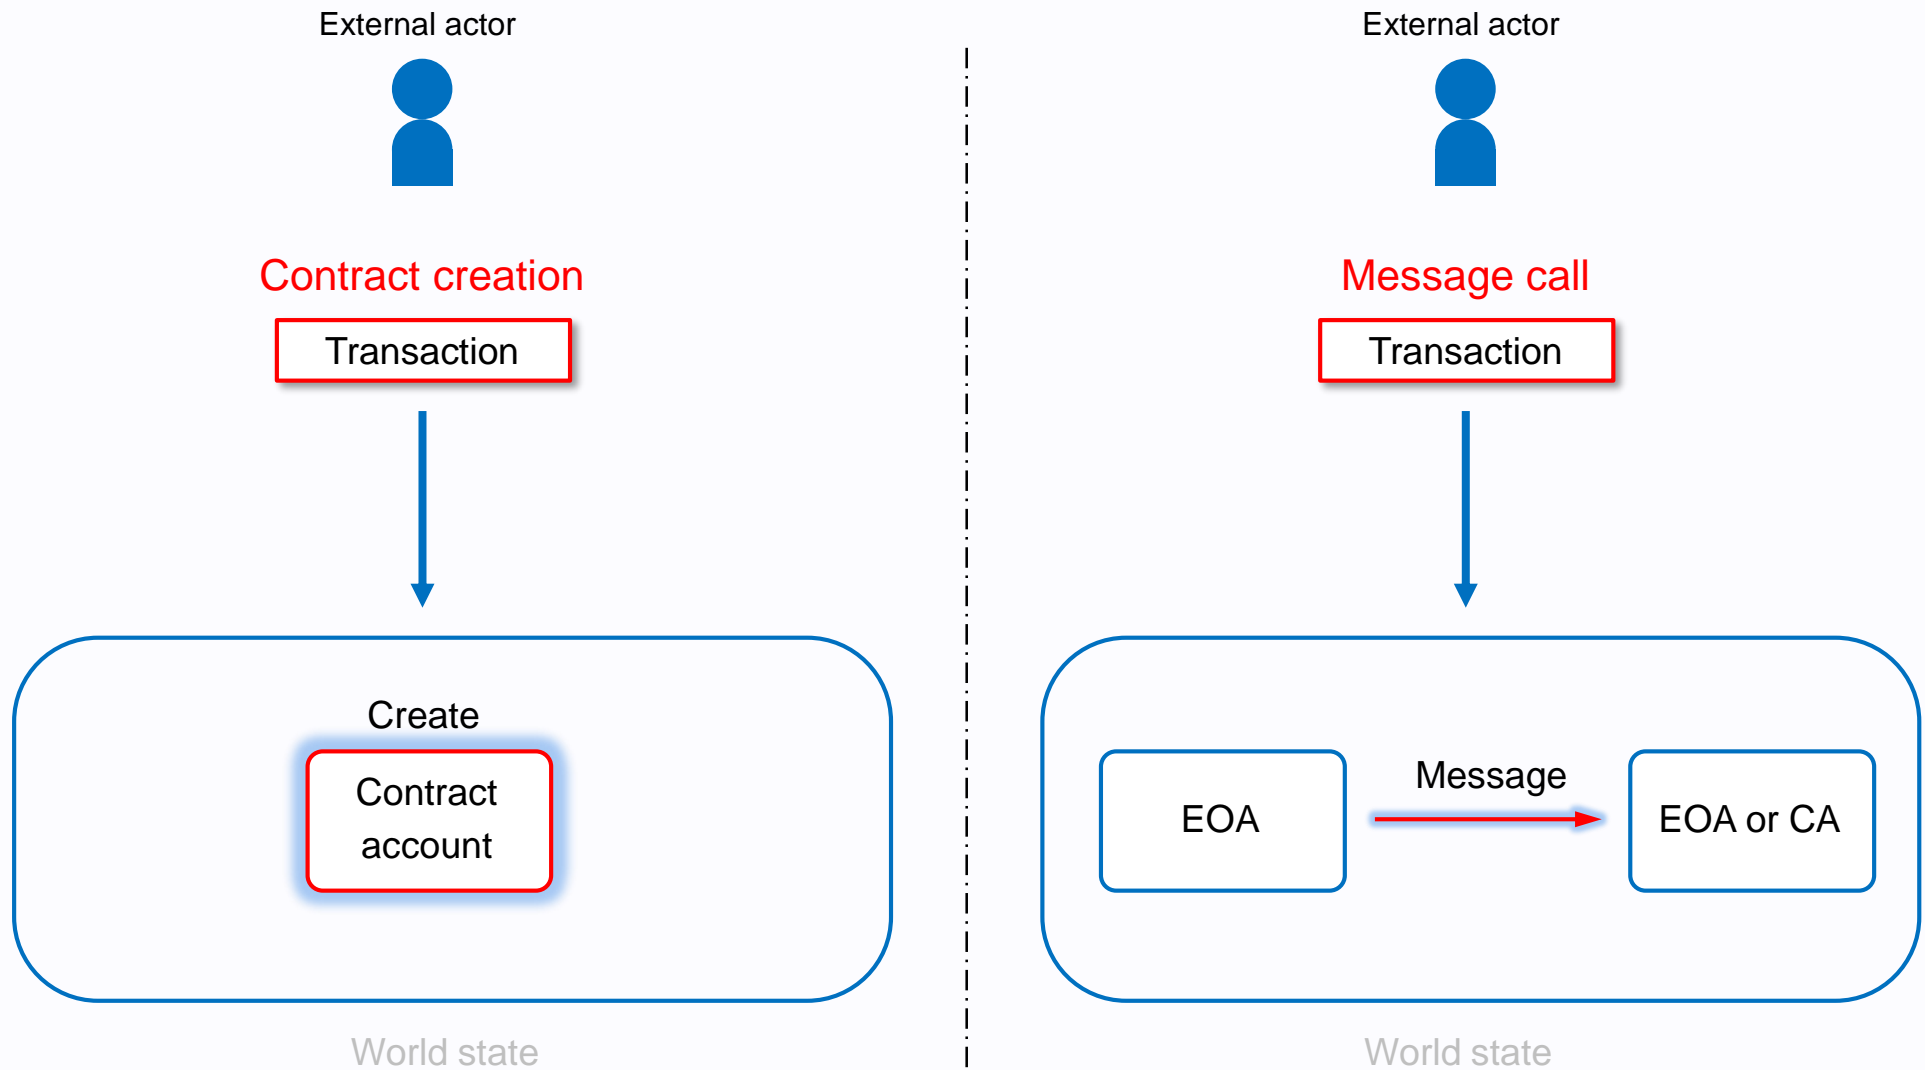 External actor
Contract creation
Transaction
Create
Contract
account
World state
External actor
Message call
Transaction
EOA
Message
EOA or CA
World state